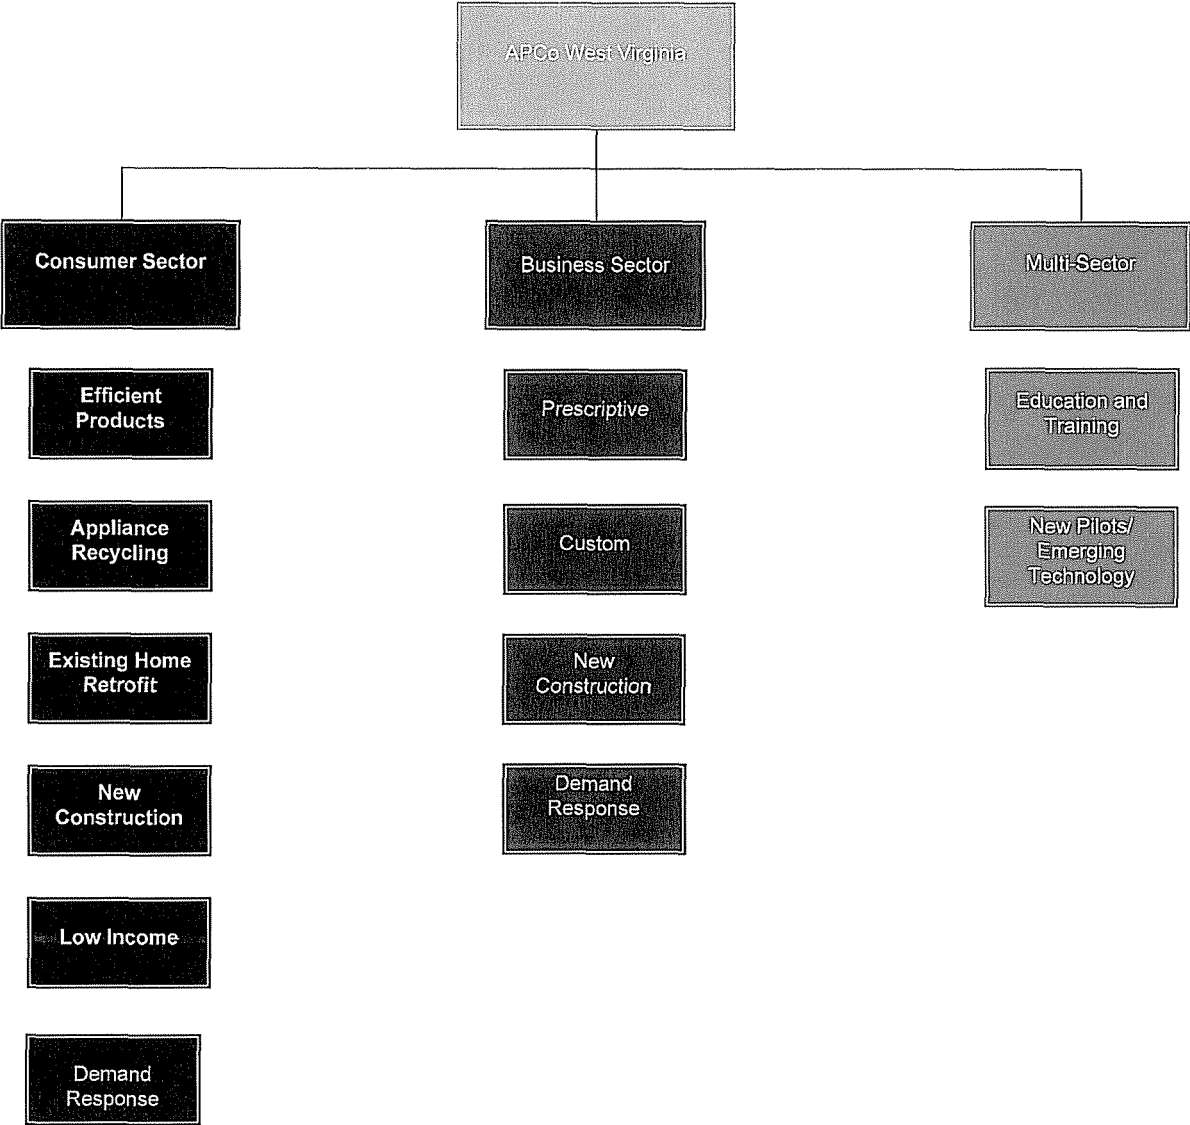 APCo West Virginia
Consumer Sector
Business Sector
Multi-Sector
Efficient
Products
Appliance
Recycling
Existing Home
Retrofit
New
Construction
Low Income
Demand
Response
Prescriptive
Custom
New
Construction
Demand
Response
Education and
Training
New Pilots/
Emerging
Technology